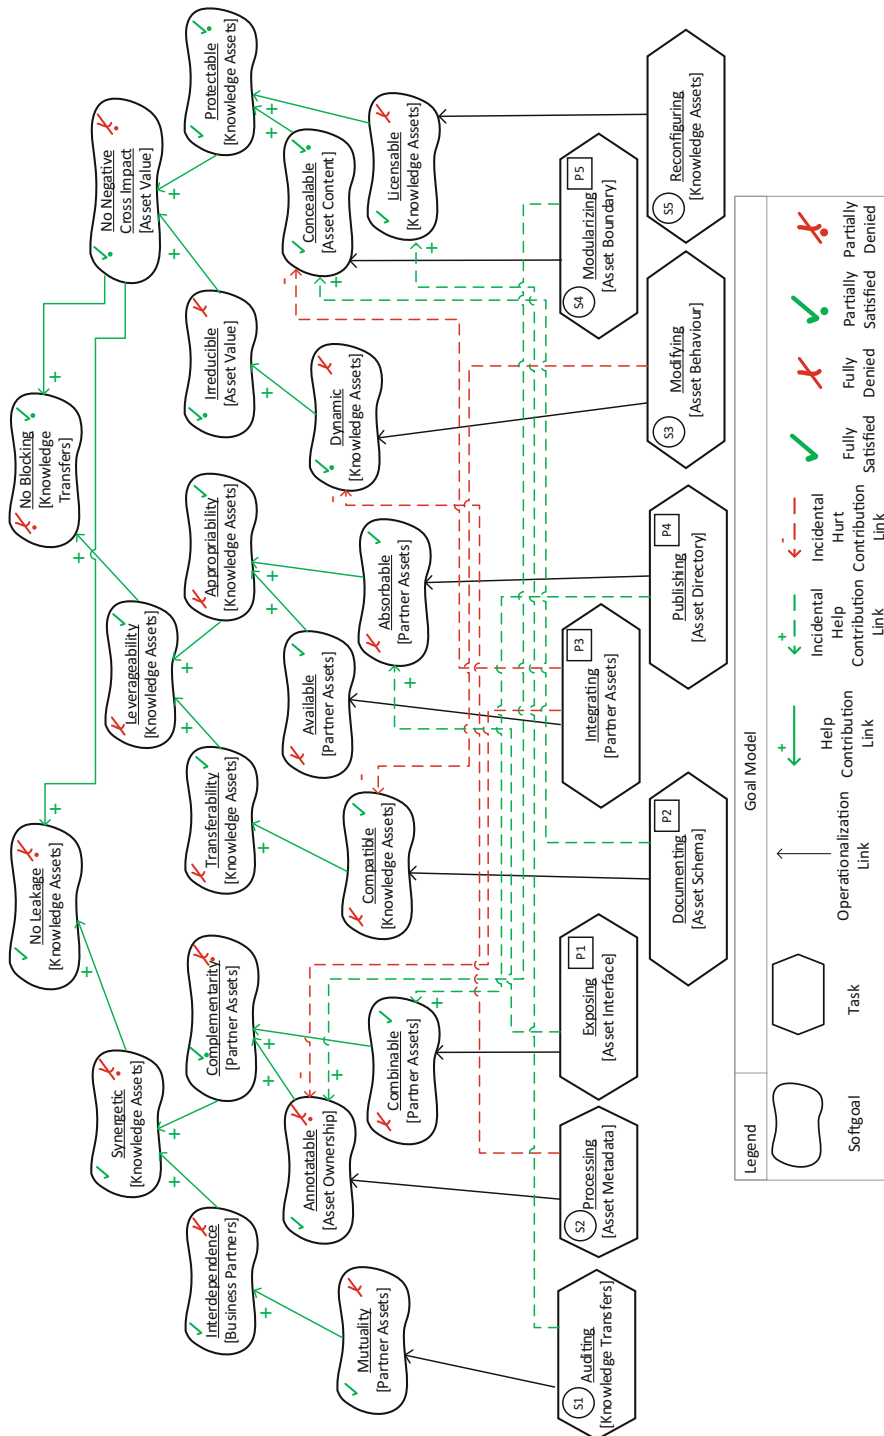 No Leakage
[Knowledge Assets]
No Blocking
[Knowledge
Transfers]
Synergetic
[Knowledge Assets]
Leverageability
[Knowledge Assets]
No Negative
Cross Impact
[Asset Value]
Interdependence
[Business Partners]
Complementarity
[Partner Assets]
Transferability
[Knowledge Assets]
Appropriability
[Knowledge Assets]
Irreducible
[Asset Value]
Protectable
[Knowledge Assets]
Annotatable
[Asset Ownership]
Available
[Partner Assets]
Concealable
[Asset Content]
Mutuality
[Partner Assets]
Combinable
[Partner Assets]
Compatible
[Knowledge Assets]
Absorbable
[Partner Assets]
Dynamic
[Knowledge Assets]
Licensable
[Knowledge Assets]
S1 Auditing
[Knowledge Transfers]
S2 Processing
[Asset Metadata]
Exposing P1
[Asset Interface]
Integrating P3
[Partner Assets]
S4 Modularizing P5
[Asset Boundary]
Documenting P2
[Asset Schema]
Publishing P4
[Asset Directory]
S3 Modifying
[Asset Behaviour]
S5 Reconfiguring
[Knowledge Assets]
Legend
Goal Model
Softgoal
Task
Operationalization
Link
Help
Contribution
Link
Incidental
Help
Contribution
Link
Incidental
Hurt
Contribution
Link
Fully
Satisfied
Fully
Denied
Partially
Satisfied
Partially
Denied